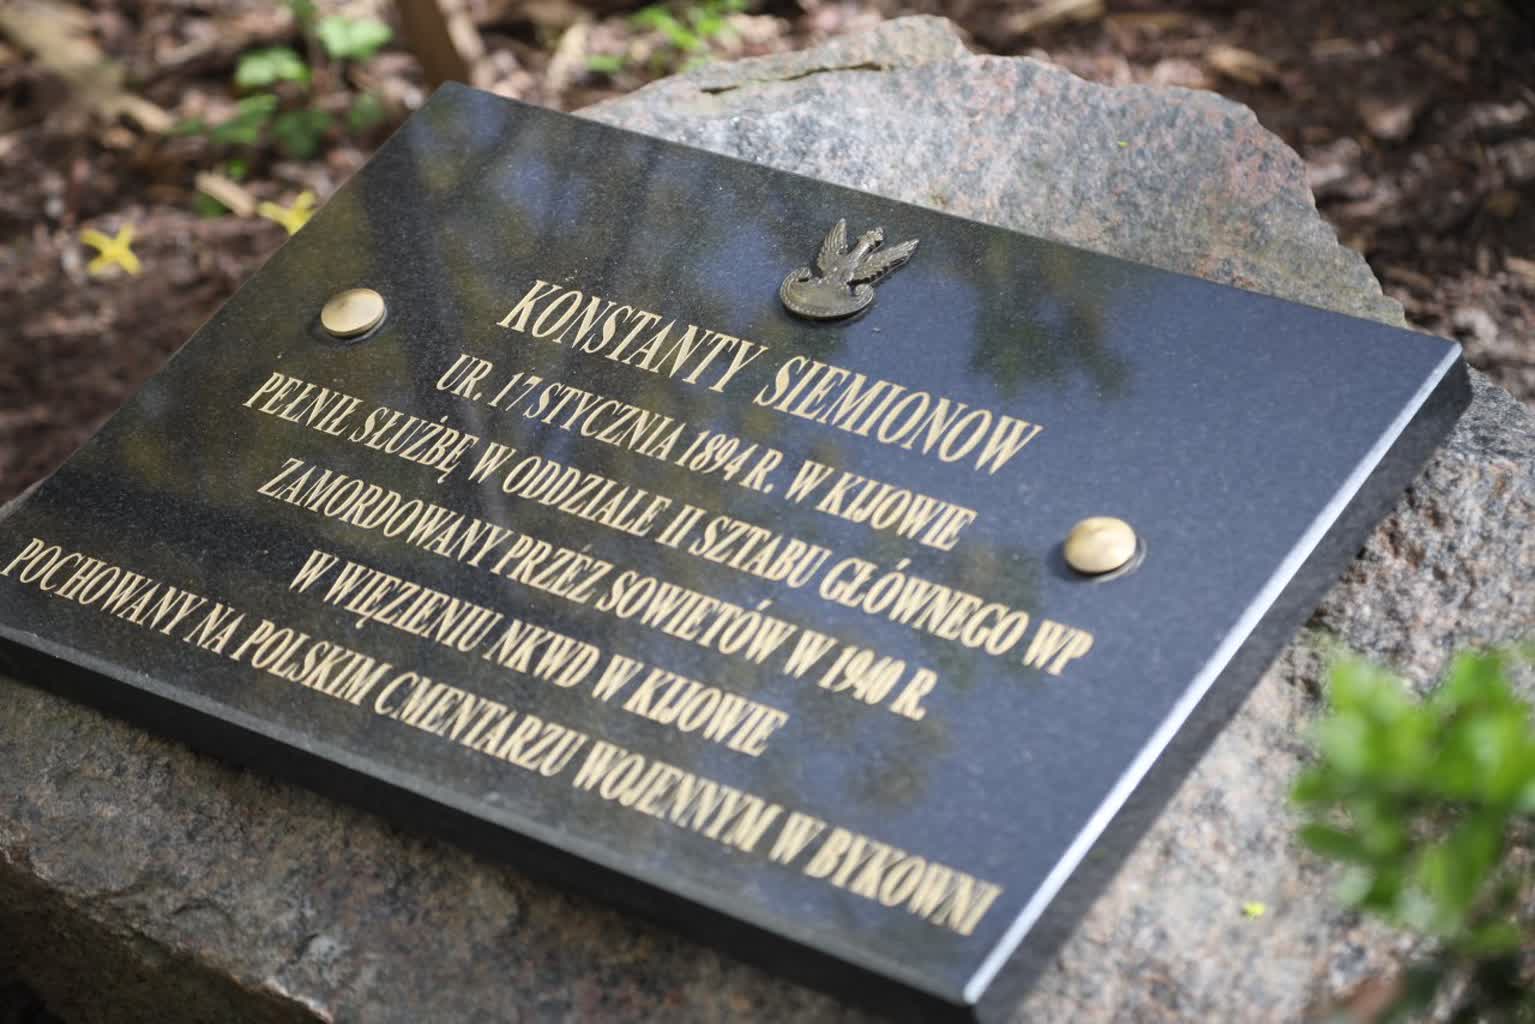 KONSTANTY SIEMIONOW
UR. 17 STYCZNIA 1894 R. W KIJOWIE
PEŁNIŁ SŁUŻBĘ W ODDZIALE II SZTABU GŁÓWNEGO WP
ZAMORDOWANY PRZEZ SOWIETÓW W 1940 R.
W WIĘZIENIU NKWD W KIJOWIE
POCHOWANY NA POLSKIM CMENTARZU WOJENNYM W BYKOWNI